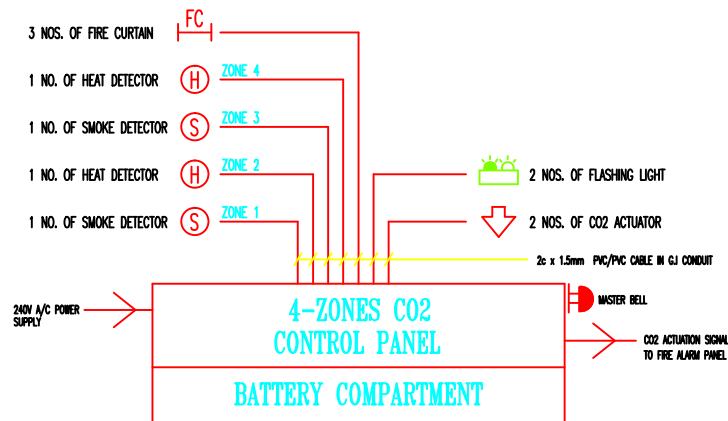 FC
3 NOS. OF FIRE CURTAIN
1 NO. OF HEAT DETECTOR H ZONE 4
1 NO. OF SMOKE DETECTOR S ZONE 3
1 NO. OF HEAT DETECTOR H ZONE 2
2 NOS. OF FLASHING LIGHT
1 NO. OF SMOKE DETECTOR S ZONE 1
2 NOS. OF CO2 ACTUATOR
2c x 1.5mm PVC/PVC CABLE IN GJ CONDUIT
240V A/C POWER
SUPPLY
4-ZONES CO2
CONTROL PANEL
MASTER BELL
CO2 ACTUATION SIGNAL
TO FIRE ALARM PANEL
BATTERY COMPARTMENT